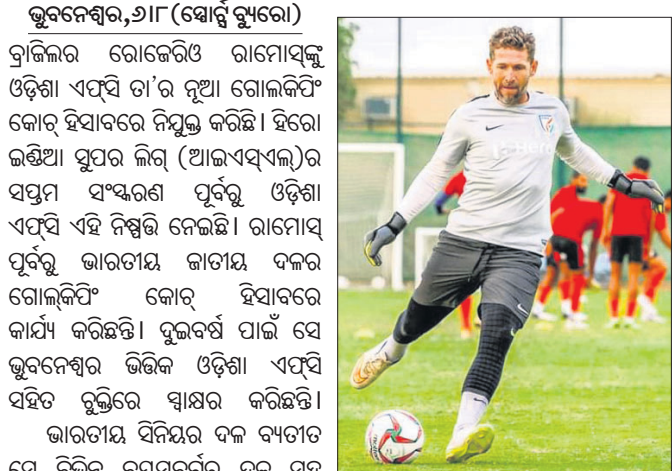 ଭୁବନେଶ୍ୱର,୬।୮(ସ୍ପୋର୍ଟ୍ସ ବ୍ୟୁରୋ)
ବ୍ରାଜିଲର ରୋଜେରିଓ ରାମୋସ୍‌ଙ୍କୁ
ଓଡ଼ିଶା ଏଫ୍‌ସି ତା'ର ନୂଆ ଗୋଲକିପିଂ
କୋଚ୍ ହିସାବରେ ନିଯୁକ୍ତ କରିଛି। ହିରୋ
ଇଣ୍ଡିଆ ସୁପର ଲିଗ୍ (ଆଇଏସ୍‌ଏଲ୍)ର
ସପ୍ତମ ସଂସ୍କରଣ ପୂର୍ବରୁ ଓଡ଼ିଶା
ଏଫ୍‌ସି ଏହି ନିଷ୍ପତ୍ତି ନେଇଛି। ରାମୋସ୍
ପୂର୍ବରୁ ଭାରତୀୟ ଜାତୀୟ ଦଳର
ଗୋଲ୍‌କିପିଂ କୋଚ୍ ହିସାବରେ
କାର୍ଯ୍ୟ କରିଛନ୍ତି। ଦୁଇବର୍ଷ ପାଇଁ ସେ
ଭୁବନେଶ୍ୱର ଭିତ୍ତିକ ଓଡ଼ିଶା ଏଫ୍‌ସି
ସହିତ ଚୁକ୍ତିରେ ସ୍ୱାକ୍ଷର କରିଛନ୍ତି।
ଭାରତୀୟ ସିନିୟର ଦଳ ବ୍ୟତୀତ
Hero